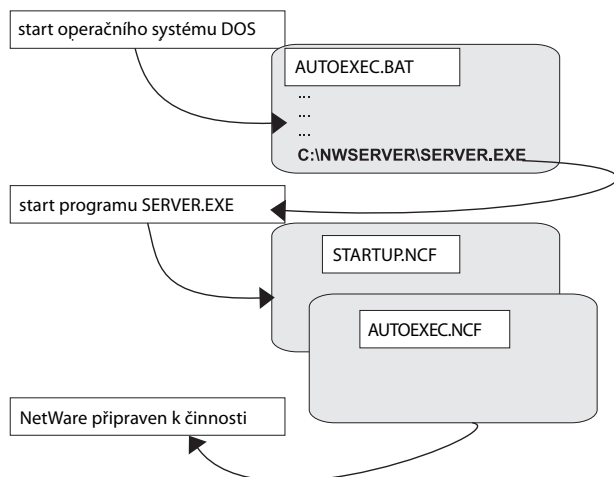 start operačního systému DOS
AUTOEXEC.BAT
...
...
...
C:\NWSERVER\SERVER.EXE
start programu SERVER.EXE
STARTUP.NCF
AUTOEXEC.NCF
NetWare připraven k činnosti